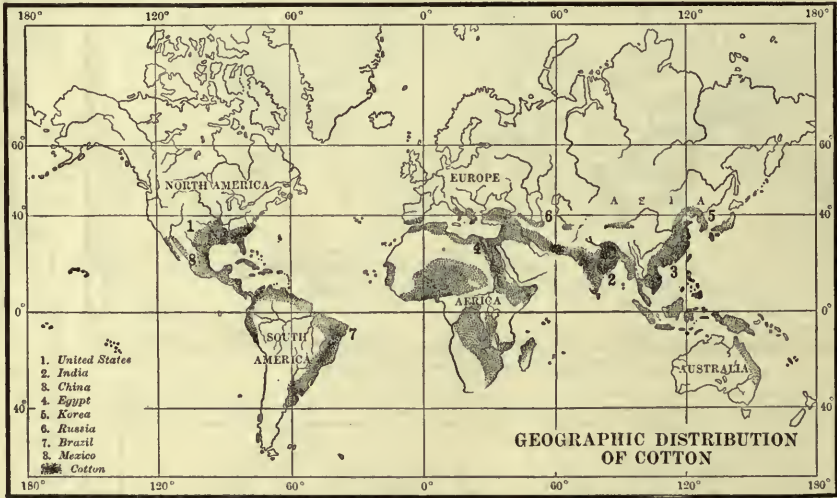 180° 120° 60° 0° 60° 120° 180°
60° 60°
NORTH AMERICA EUROPE
A S I A
40° 40°
1 6 5
8 4 2 3
AFRICA
0° 0°
SOUTH AMERICA 7
AUSTRALIA
1. United States
2. India
3. China
4. Egypt
5. Korea
6. Russia
7. Brazil
8. Mexico
Cotton
40° 40°
GEOGRAPHIC DISTRIBUTION
OF COTTON
180° 120° 60° 0° 60° 120° 180°